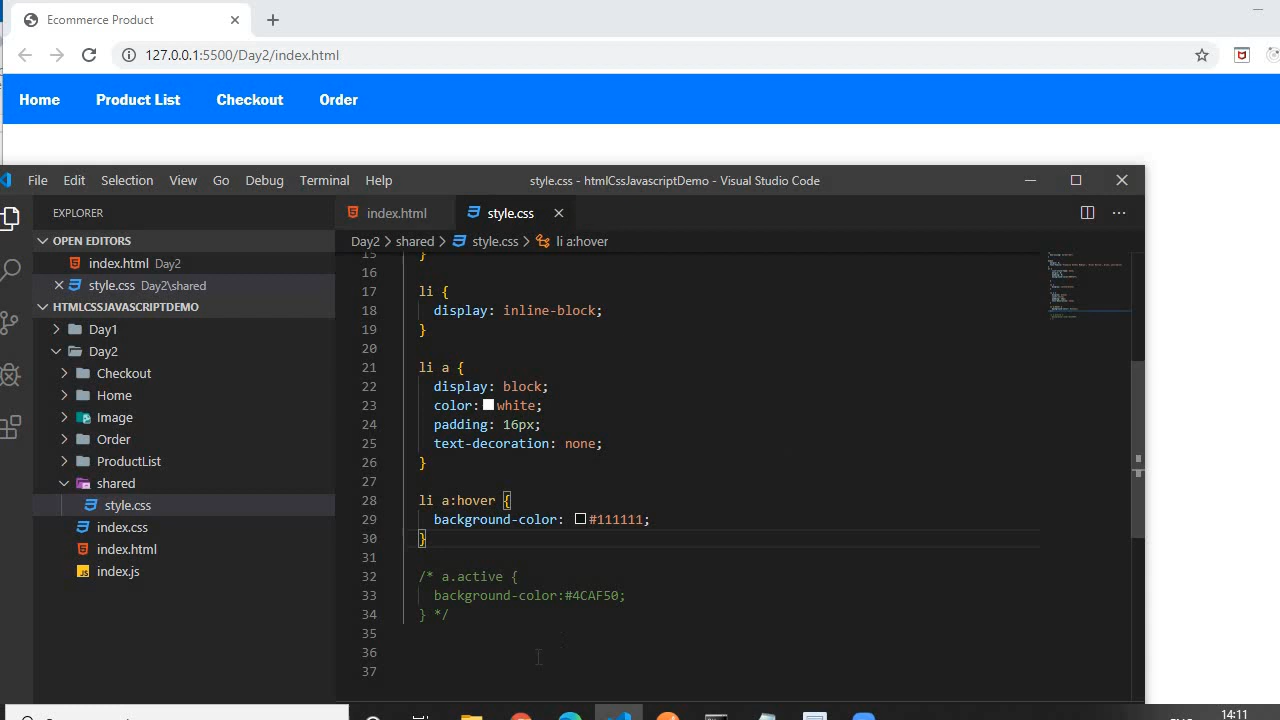 Ecommerce Product
127.0.0.1:5500/Day2/index.html
Home Product List Checkout Order
File Edit Selection View Go Debug Terminal Help style.css - htmlCssJavascriptDemo - Visual Studio Code
EXPLORER index.html style.css
OPEN EDITORS Day2 > shared > style.css > li a:hover
index.html Day2
style.css Day2\shared
HTMLCSSJAVASCRIPTDEMO
Day1
Day2
Checkout
Home
Image
Order
ProductList
shared
style.css
index.css
index.html
index.js
15 }
16
17 li {
18 display: inline-block;
19 }
20
21 li a {
22 display: block;
23 color: white;
24 padding: 16px;
25 text-decoration: none;
26 }
27
28 li a:hover {
29 background-color: #111111;
30 }
31
32 /* a.active {
33 background-color:#4CAF50;
34 } */
35
36
37
14:11